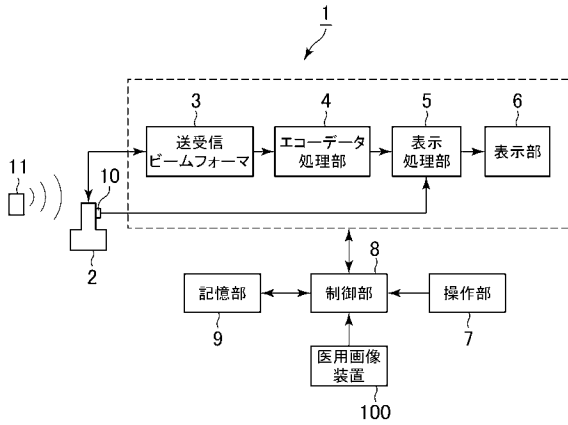 1
3
4
5
6
送受信
ビームフォーマ
エコーデータ
処理部
表示
処理部
表示部
11
10
2
8
記憶部
制御部
操作部
9
7
医用画像
装置
100